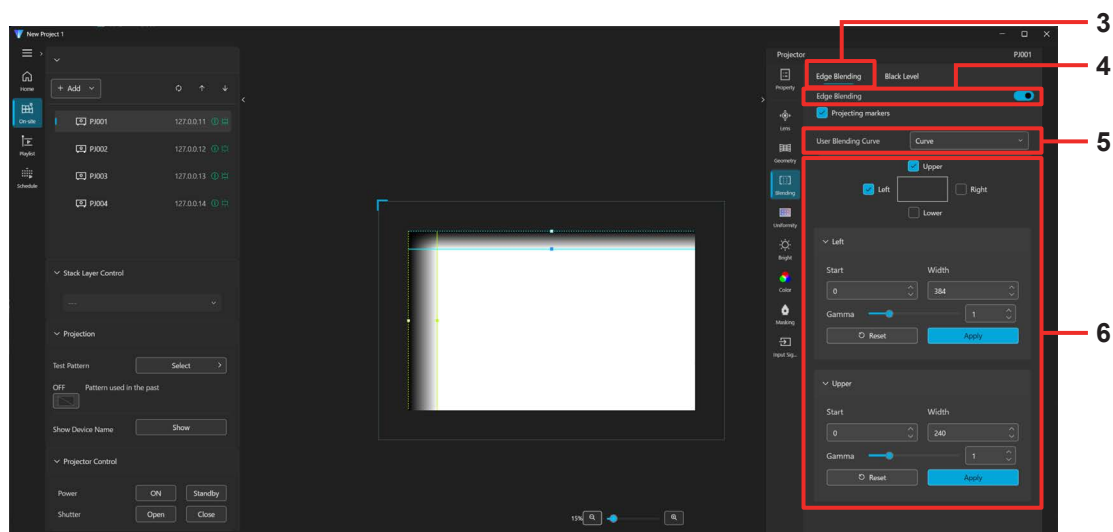 3
New Project 1
Projector PJ001
4
Edge Blending Black Level
Home
+ Add
Property
Edge Blending
On-site
PJ001 127.0.0.11
Projecting markers
Lens
5
User Blending Curve Curve
Playlist
PJ002 127.0.0.12
Geometry
Upper
Schedule
PJ003 127.0.0.13
Blending
Left Right
PJ004 127.0.0.14
Lower
Uniformity
Left
Bright
Stack Layer Control
Start Width
Color
0 384
----
Gamma 1
Masking
6
Projection
Reset Apply
Input Sig...
Test Pattern Select
Upper
OFF Pattern used in the past
Start Width
Show Device Name Show
0 240
Gamma 1
Projector Control
Reset Apply
Power ON Standby
Shutter Open Close
15%